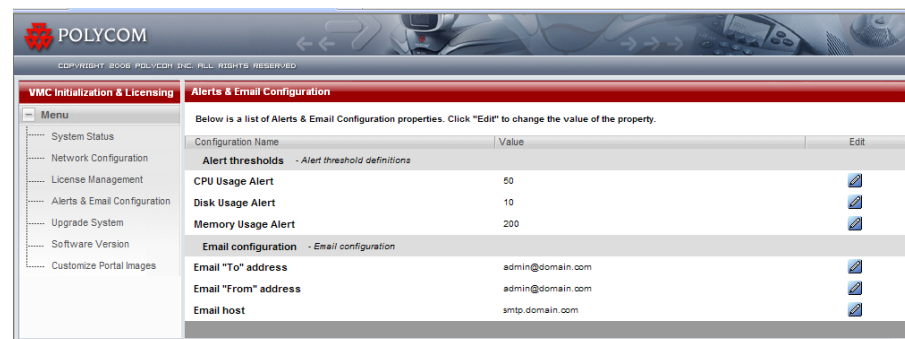 POLYCOM
COPYRIGHT 2006 POLYCOM INC. ALL RIGHTS RESERVED
VMC Initialization & Licensing
Menu
System Status
Network Configuration
License Management
Alerts & Email Configuration
Upgrade System
Software Version
Customize Portal Images
Alerts & Email Configuration
Below is a list of Alerts & Email Configuration properties. Click "Edit" to change the value of the property.
Configuration Name Value Edit
Alert thresholds - Alert threshold definitions
CPU Usage Alert 50
Disk Usage Alert 10
Memory Usage Alert 200
Email configuration - Email configuration
Email "To" address admin@domain.com
Email "From" address admin@domain.com
Email host smtp.domain.com